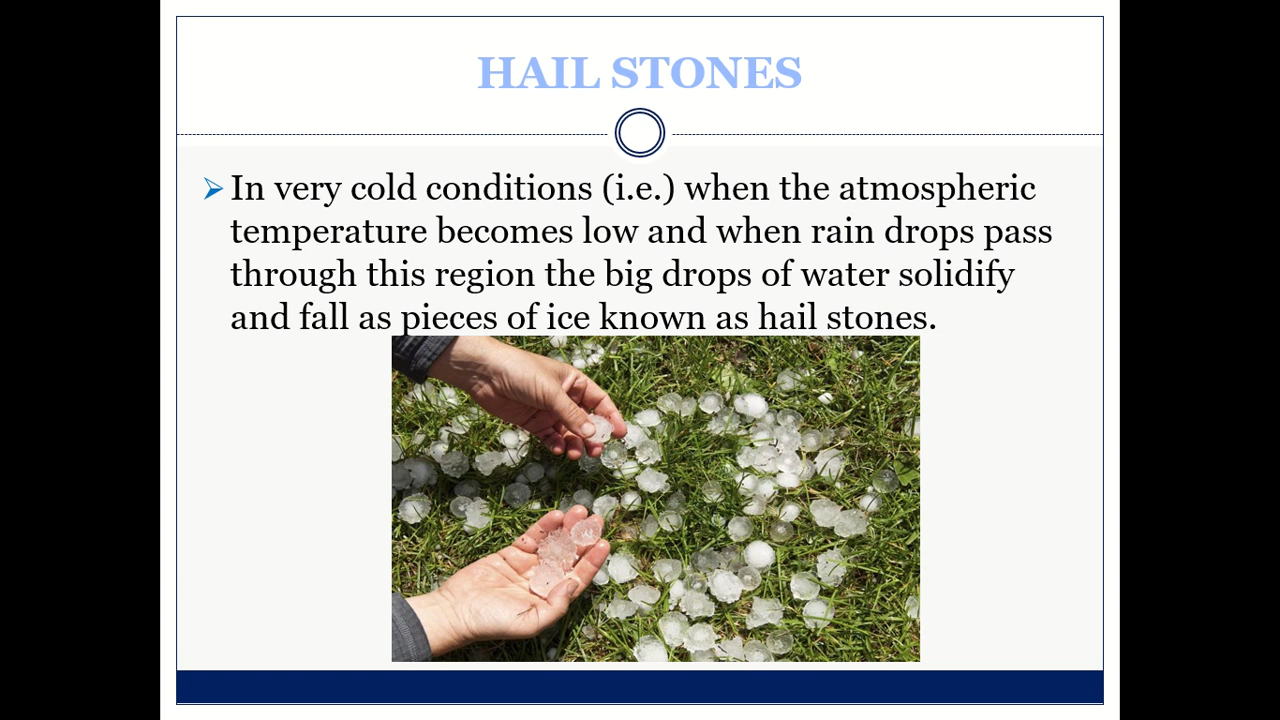 HAIL STONES
In very cold conditions (i.e.) when the atmospheric
temperature becomes low and when rain drops pass
through this region the big drops of water solidify
and fall as pieces of ice known as hail stones.